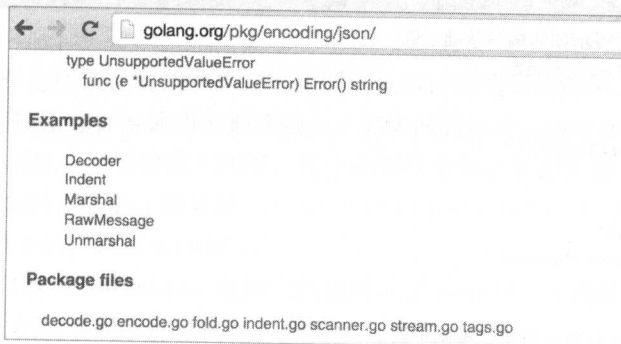 golang.org/pkg/encoding/json/
type UnsupportedValueError
func (e *UnsupportedValueError) Error() string
Examples
Decoder
Indent
Marshal
RawMessage
Unmarshal
Package files
decode.go encode.go fold.go indent.go scanner.go stream.go tags.go